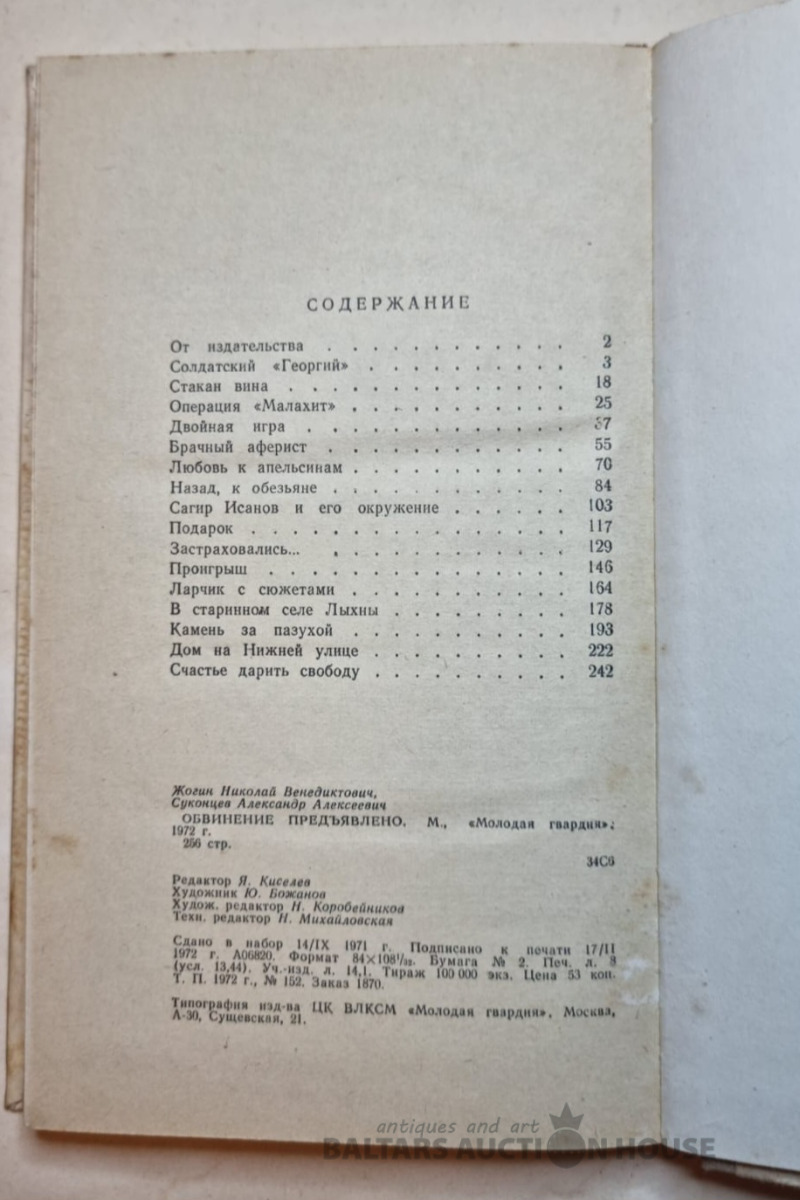 СОДЕРЖАНИЕ
От издательства . . . . . . . . . . . . 2
Солдатский «Георгий» . . . . . . . . . . 3
Стакан вина . . . . . . . . . . . . . . 18
Операция «Малахит» . . . . . . . . . . . 25
Двойная игра . . . . . . . . . . . . . 37
Брачный аферист . . . . . . . . . . . . 55
Любовь к апельсинам . . . . . . . . . . . 70
Назад, к обезьяне . . . . . . . . . . . . 84
Сагир Исанов и его окружение . . . . . . 103
Подарок . . . . . . . . . . . . . . . . 117
Застраховались... . . . . . . . . . . . 129
Проигрыш . . . . . . . . . . . . . . . 146
Ларчик с сюжетами . . . . . . . . . . . 164
В старинном селе Лыхны . . . . . . . . . 178
Камень за пазухой . . . . . . . . . . . 193
Дом на Нижней улице . . . . . . . . . . 222
Счастье дарить свободу . . . . . . . . . . 242
Жогин Николай Венедиктович,
Суконцев Александр Алексеевич
ОБВИНЕНИЕ ПРЕДЪЯВЛЕНО. М., «Молодая гвардия»,
1972 г.
256 стр.
34С6
Редактор Я. Киселев
Художник Ю. Божанов
Худож. редактор Н. Коробейников
Техн. редактор Н. Михайловская
Сдано в набор 14/IX 1971 г. Подписано к печати 17/II
1972 г. А06820. Формат 84×108¹/₃₂. Бумага № 2. Печ. л. 8
(усл. 13,44). Уч.-изд. л. 14,1. Тираж 100 000 экз. Цена 53 коп.
Т. П. 1972 г., № 152. Заказ 1870.
Типография изд-ва ЦК ВЛКСМ «Молодая гвардия». Москва,
А-30, Сущевская, 21.
antiques and art
BALTARS AUCTION HOUSE